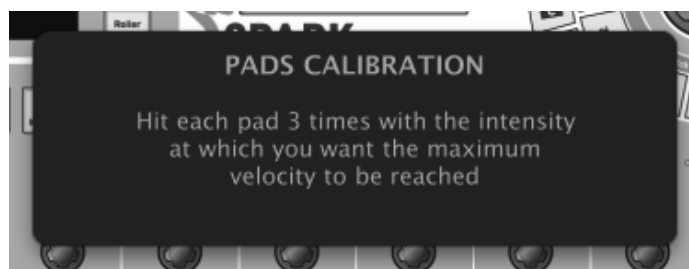 Roller
SPARK
PADS CALIBRATION
Hit each pad 3 times with the intensity
at which you want the maximum
velocity to be reached